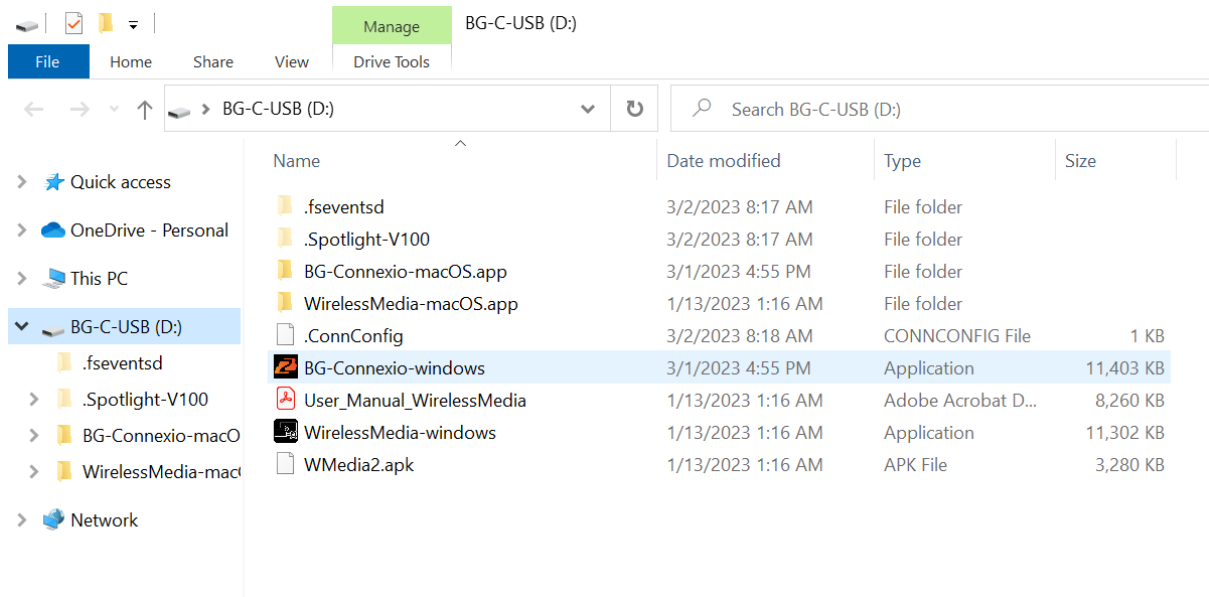 Manage BG-C-USB (D:)
File Home Share View Drive Tools
BG-C-USB (D:) Search BG-C-USB (D:)
Name Date modified Type Size
Quick access
OneDrive - Personal
This PC
BG-C-USB (D:)
.fseventsd
.Spotlight-V100
BG-Connexio-macO
WirelessMedia-mac
Network
.fseventsd 3/2/2023 8:17 AM File folder
.Spotlight-V100 3/2/2023 8:17 AM File folder
BG-Connexio-macOS.app 3/1/2023 4:55 PM File folder
WirelessMedia-macOS.app 1/13/2023 1:16 AM File folder
.ConnConfig 3/2/2023 8:18 AM CONNCONFIG File 1 KB
BG-Connexio-windows 3/1/2023 4:55 PM Application 11,403 KB
User_Manual_WirelessMedia 1/13/2023 1:16 AM Adobe Acrobat D... 8,260 KB
WirelessMedia-windows 1/13/2023 1:16 AM Application 11,302 KB
WMedia2.apk 1/13/2023 1:16 AM APK File 3,280 KB